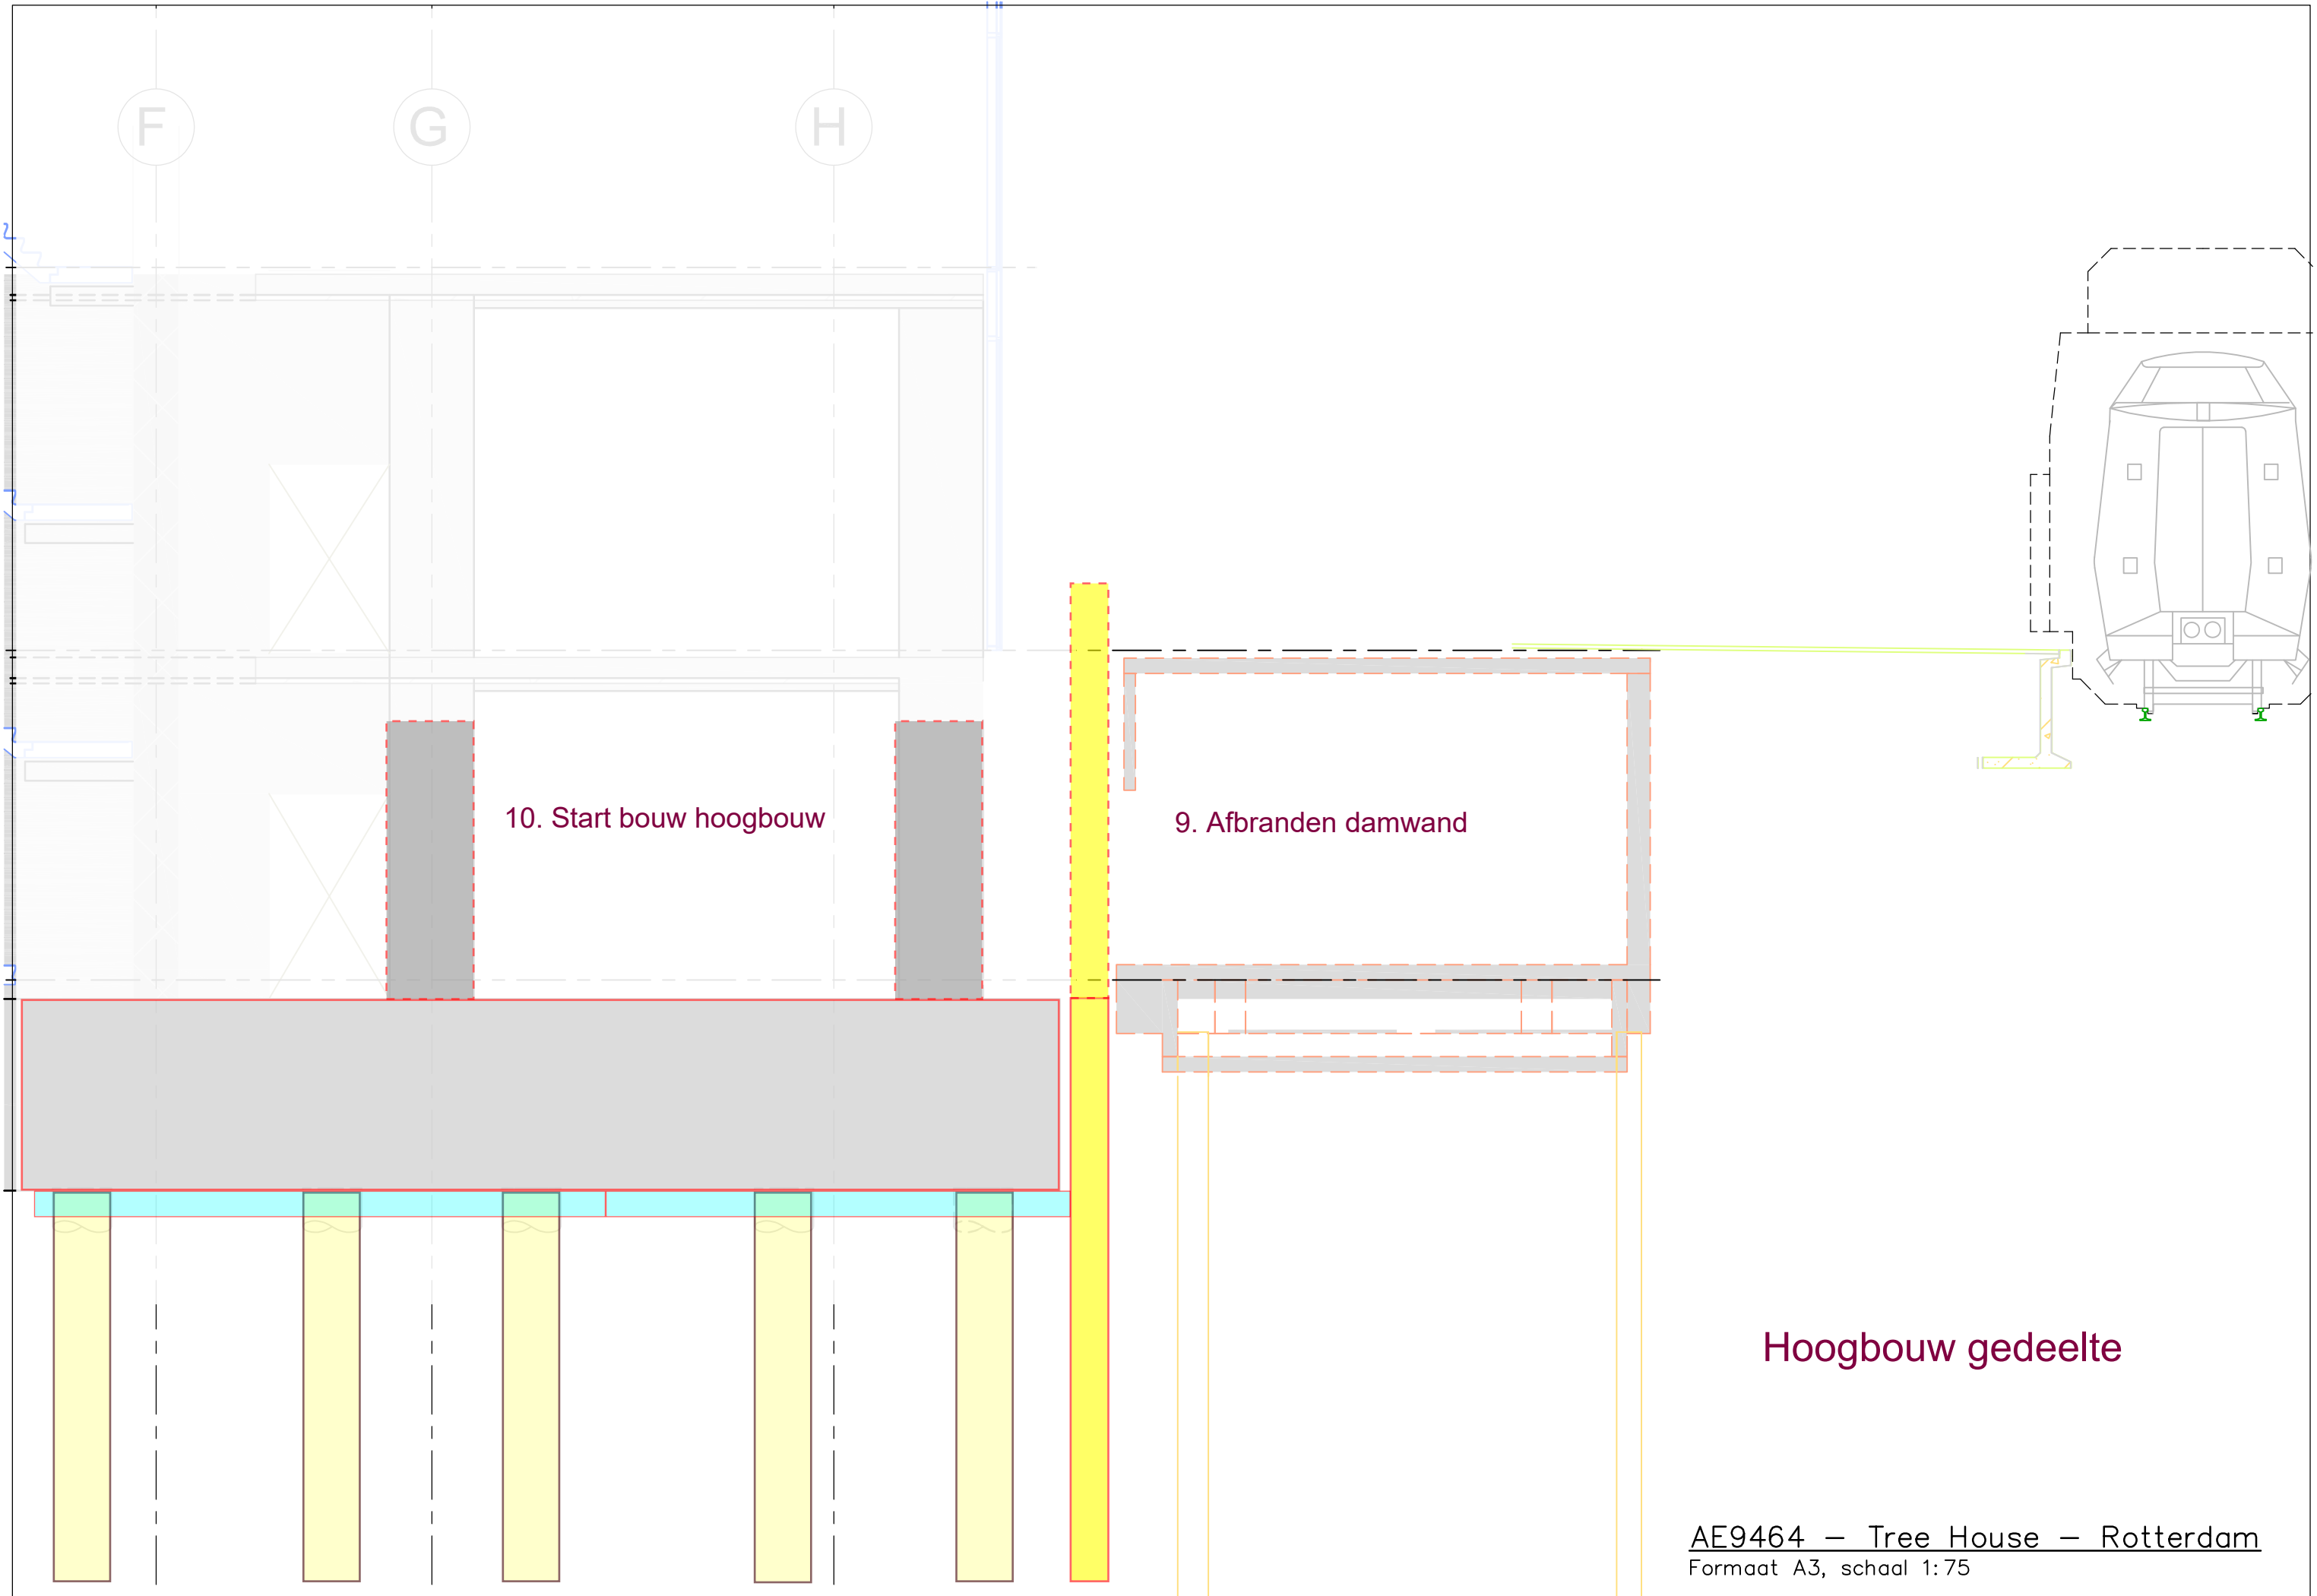 F
G
H
10. Start bouw hoogbouw
9. Afbranden damwand
Hoogbouw gedeelte
AE9464 – Tree House – Rotterdam
Formaat A3, schaal 1:75